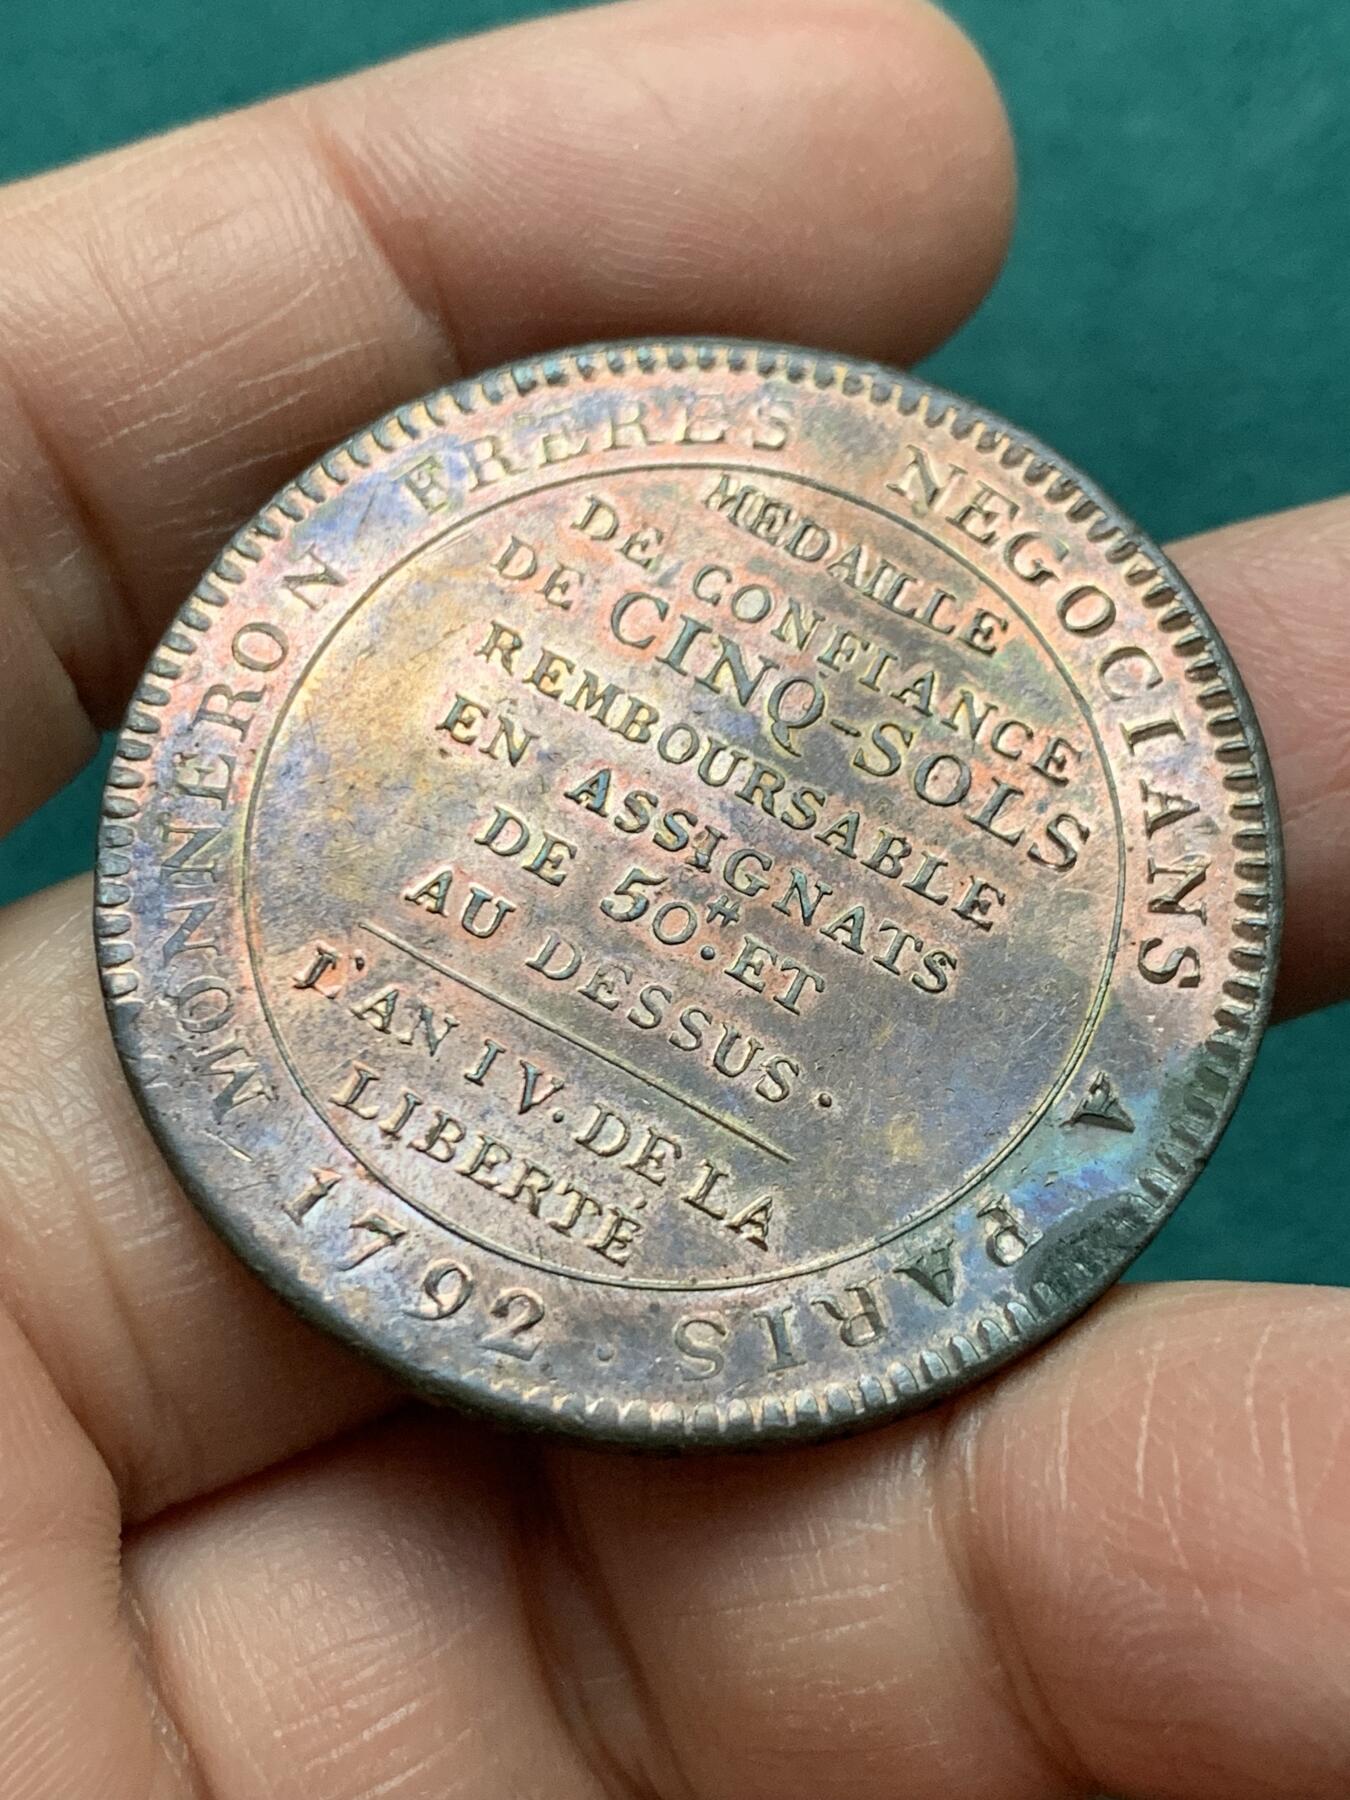 MONNERON FRERES NEGOCIANS A PARIS . 1792
MEDAILLE
DE CONFIANCE
DE CINQ-SOLS
REMBOURSABLE
EN ASSIGNATS
DE 50.# ET
AU DESSUS.
L'AN IV. DE LA
LIBERTÉ